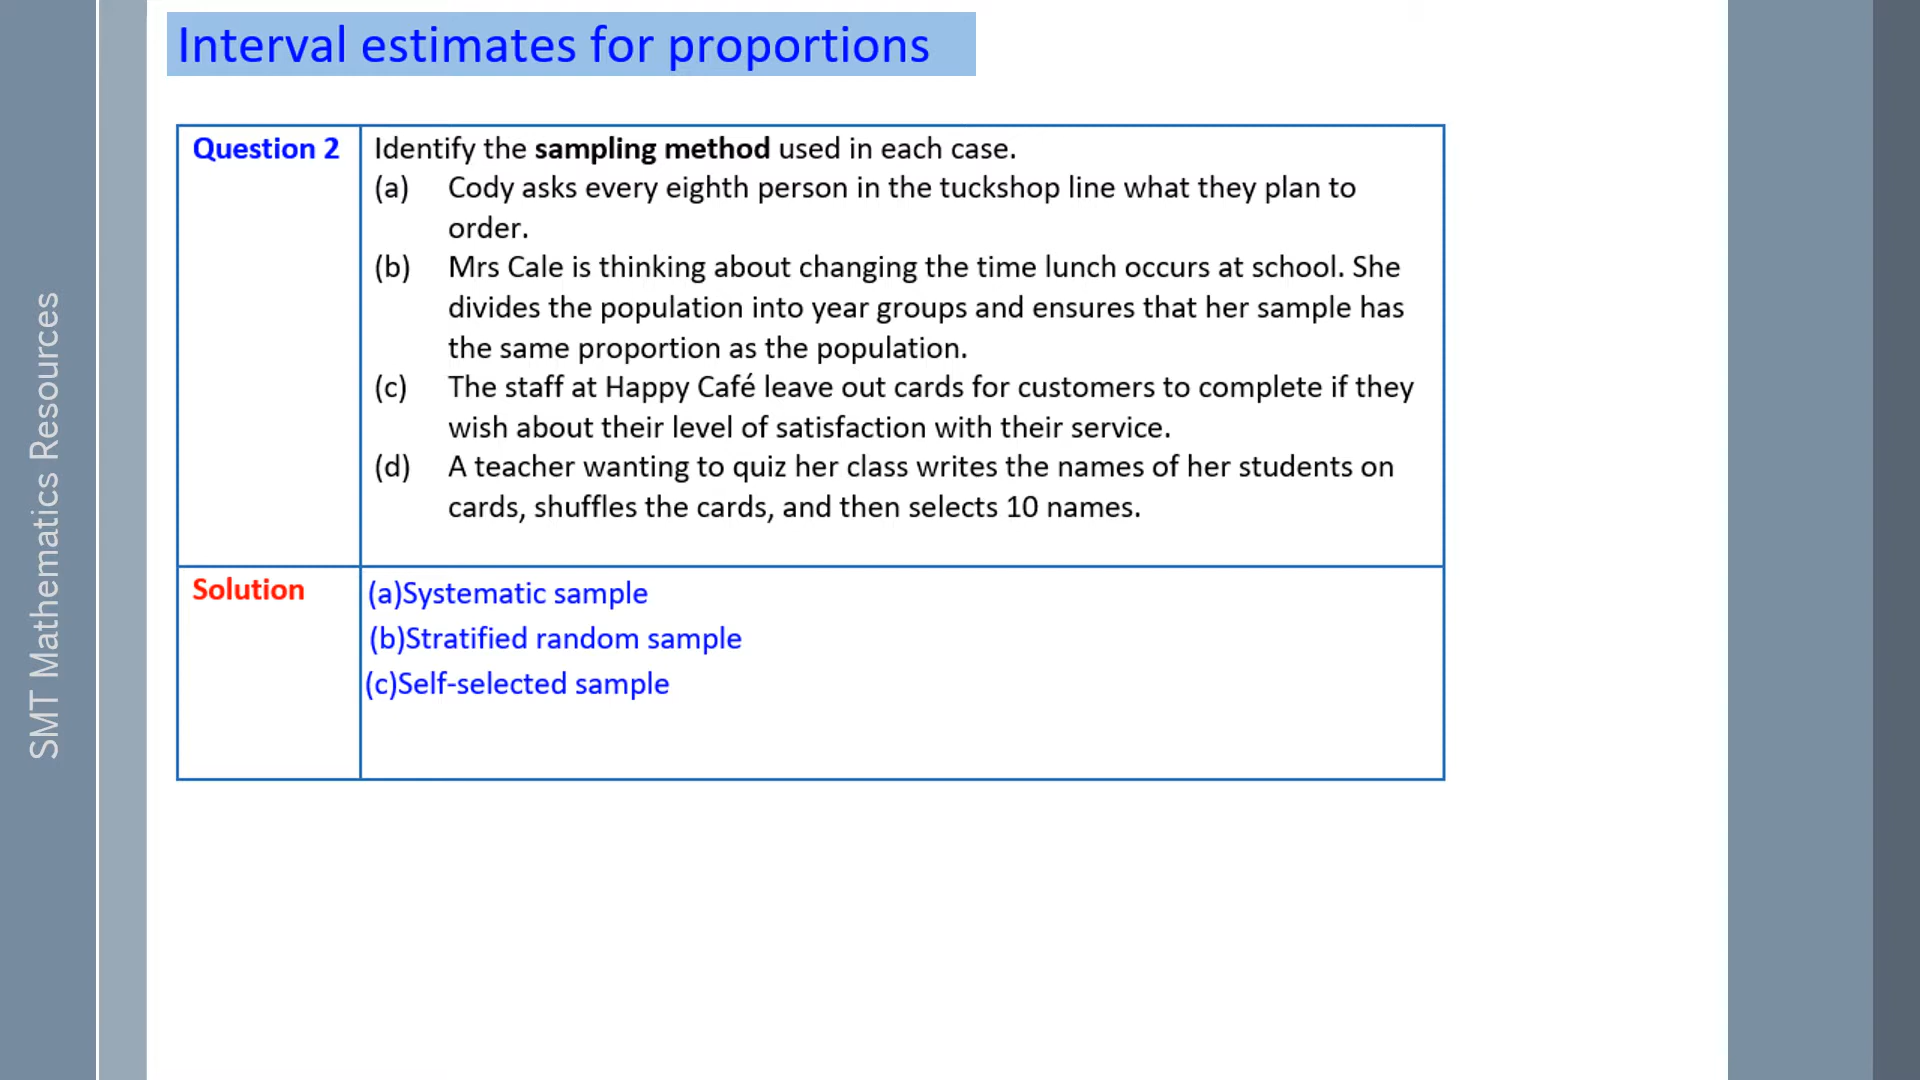 Interval estimates for proportions
Question 2
Identify the sampling method used in each case.
(a) Cody asks every eighth person in the tuckshop line what they plan to
order.
(b) Mrs Cale is thinking about changing the time lunch occurs at school. She
divides the population into year groups and ensures that her sample has
the same proportion as the population.
(c) The staff at Happy Café leave out cards for customers to complete if they
wish about their level of satisfaction with their service.
(d) A teacher wanting to quiz her class writes the names of her students on
cards, shuffles the cards, and then selects 10 names.
Solution
(a)Systematic sample
(b)Stratified random sample
(c)Self-selected sample
SMT Mathematics Resources